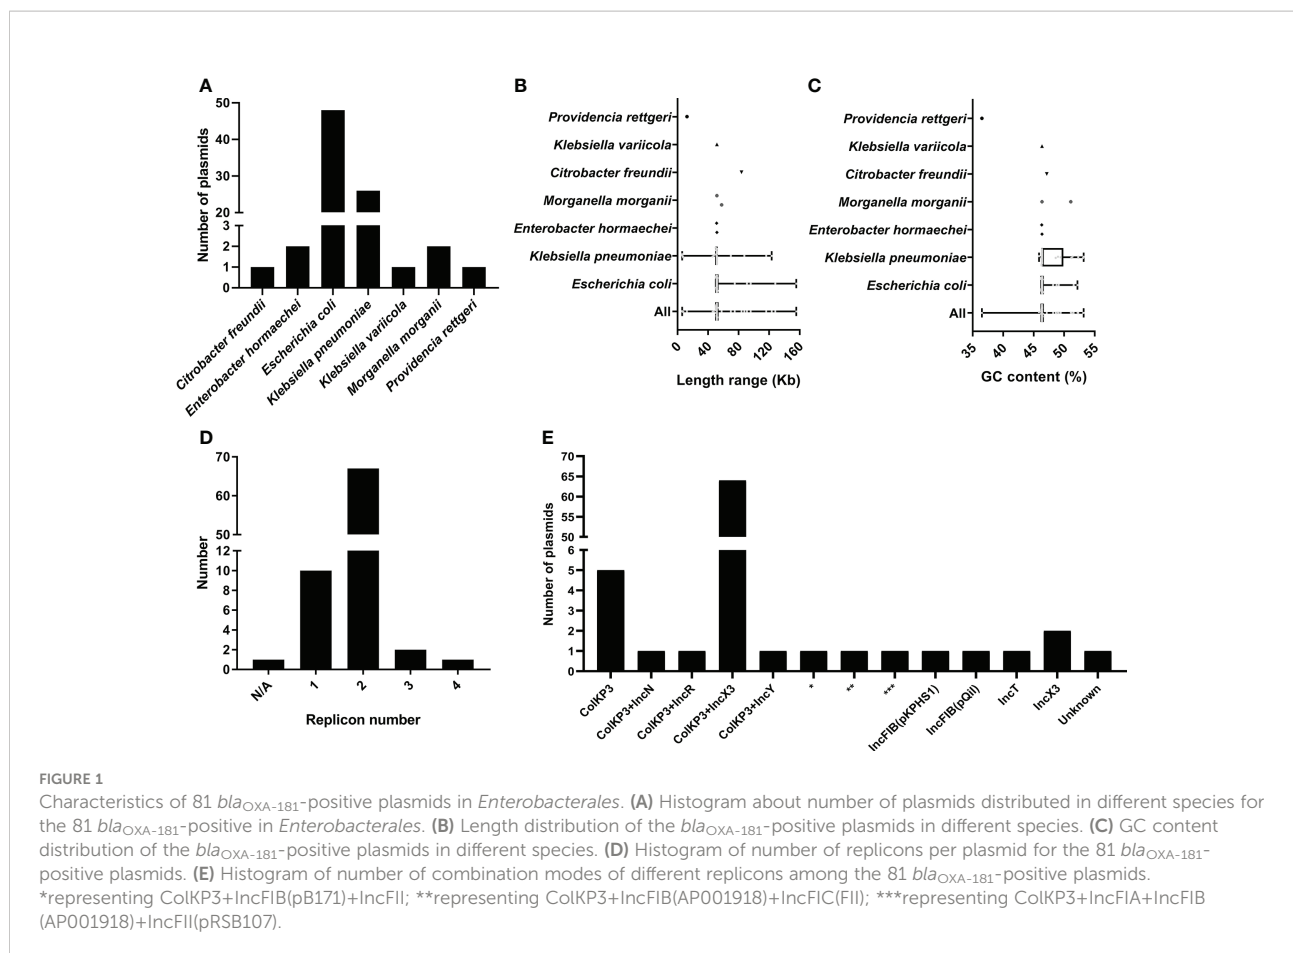 A
Number of plasmids
50
40
30
20
3
2
1
0
Citrobacter freundii
Enterobacter hormaechei
Escherichia coli
Klebsiella pneumoniae
Klebsiella variicola
Morganella morganii
Providencia rettgeri
B
Providencia rettgeri
Klebsiella variicola
Citrobacter freundii
Morganella morganii
Enterobacter hormaechei
Klebsiella pneumoniae
Escherichia coli
All
0
40
80
120
160
Length range (Kb)
C
Providencia rettgeri
Klebsiella variicola
Citrobacter freundii
Morganella morganii
Enterobacter hormaechei
Klebsiella pneumoniae
Escherichia coli
All
35
40
45
50
55
GC content (%)
D
Number
70
60
50
12
10
8
6
4
2
0
N/A
1
2
3
4
Replicon number
E
Number of plasmids
70
65
60
55
50
6
5
4
3
2
1
0
ColKP3
ColKP3+IncN
ColKP3+IncR
ColKP3+IncX3
ColKP3+IncY
*
**
***
IncFIB(pKPHS1)
IncFIB(pQil)
IncT
IncX3
Unknown
FIGURE 1
Characteristics of 81 blaOXA-181-positive plasmids in Enterobacterales. (A) Histogram about number of plasmids distributed in different species for
the 81 blaOXA-181-positive in Enterobacterales. (B) Length distribution of the blaOXA-181-positive plasmids in different species. (C) GC content
distribution of the blaOXA-181-positive plasmids in different species. (D) Histogram of number of replicons per plasmid for the 81 blaOXA-181-
positive plasmids. (E) Histogram of number of combination modes of different replicons among the 81 blaOXA-181-positive plasmids.
*representing ColKP3+IncFIB(pB171)+IncFII; **representing ColKP3+IncFIB(AP001918)+IncFIC(FII); ***representing ColKP3+IncFIA+IncFIB
(AP001918)+IncFII(pRSB107).